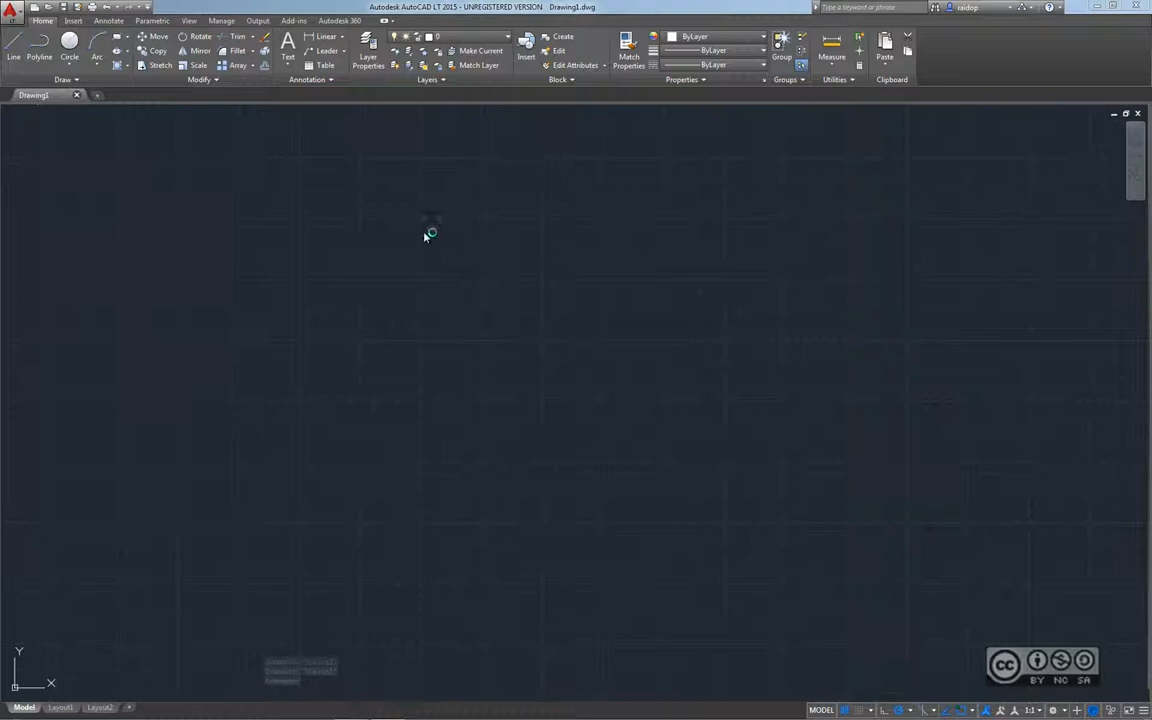 Autodesk AutoCAD LT 2015 - UNREGISTERED VERSION Drawing1.dwg
Type a keyword or phrase
raidop
LT
Home Insert Annotate Parametric View Manage Output Add-ins Autodesk 360
Line Polyline Circle Arc
Move Rotate Trim
Copy Mirror Fillet
Stretch Scale Array
Text
Linear
Leader
Table
Layer Properties
0
Make Current
Match Layer
Insert
Create
Edit
Edit Attributes
Match Properties
ByLayer
ByLayer
ByLayer
Group
Measure
Paste
Draw Modify Annotation Layers Block Properties Groups Utilities Clipboard
Drawing1
Y
X
cc
BY NC SA
Model Layout1 Layout2
MODEL
1:1